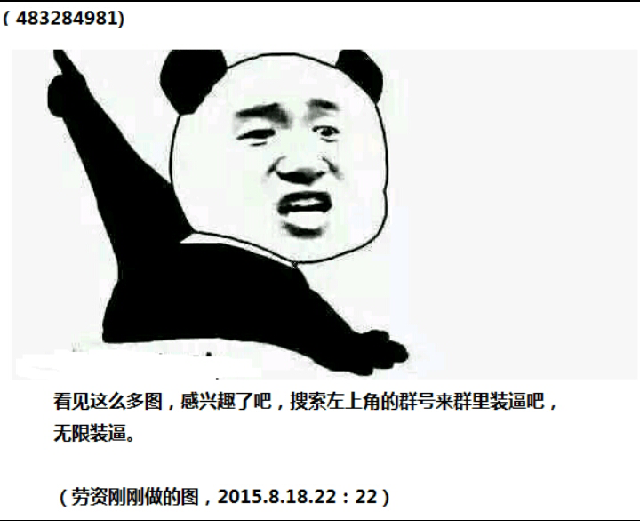 （483284981)
看见这么多图，感兴趣了吧，搜索左上角的群号来群里装逼吧，
无限装逼。
（劳资刚刚做的图，2015.8.18.22：22）